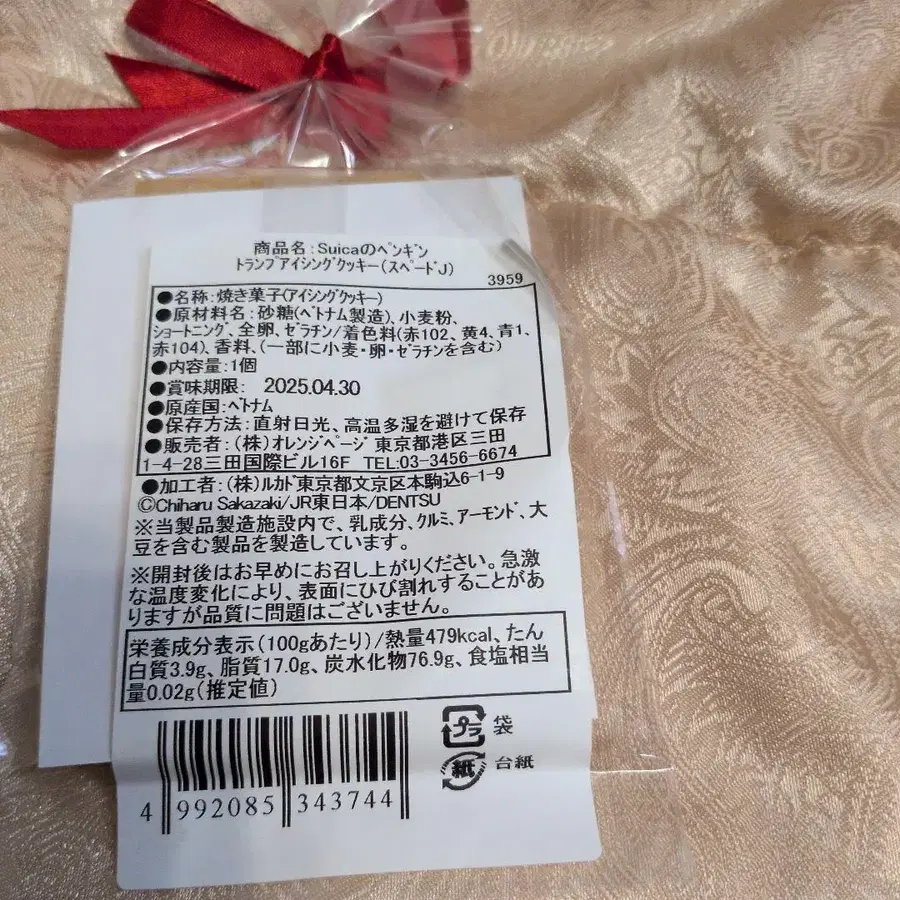 商品名:Suicaのペンギン
トランプアイシングクッキー(スペードJ)
3959
●名称:焼き菓子(アイシングクッキー)
●原材料名:砂糖(ベトナム製造)、小麦粉、
ショートニング、全卵、ゼラチン/着色料(赤102、黄4、青1、
赤104)、香料、(一部に小麦・卵・ゼラチンを含む)
●内容量:1個
●賞味期限: 2025.04.30
●原産国:ベトナム
●保存方法:直射日光、高温多湿を避けて保存
●販売者:(株)オレンジページ 東京都港区三田
1-4-28三田国際ビル16F TEL:03-3456-6674
●加工者:(株)ルカド東京都文京区本駒込6-1-9
©Chiharu Sakazaki/JR東日本/DENTSU
※当製品製造施設内で、乳成分、クルミ、アーモンド、大
豆を含む製品を製造しています。
※開封後はお早めにお召し上がりください。急激
な温度変化により、表面にひび割れすることがあ
りますが品質に問題はございません。
栄養成分表示(100gあたり)/熱量479kcal、たん
白質3.9g、脂質17.0g、炭水化物76.9g、食塩相当
量0.02g(推定値)
プラ 袋
紙 台紙
4 992085 343744